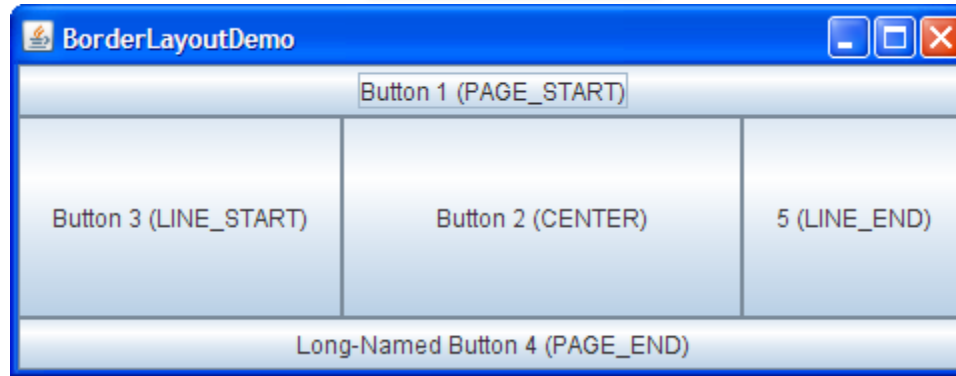 BorderLayoutDemo
Button 1 (PAGE_START)
Button 3 (LINE_START)
Button 2 (CENTER)
5 (LINE_END)
Long-Named Button 4 (PAGE_END)